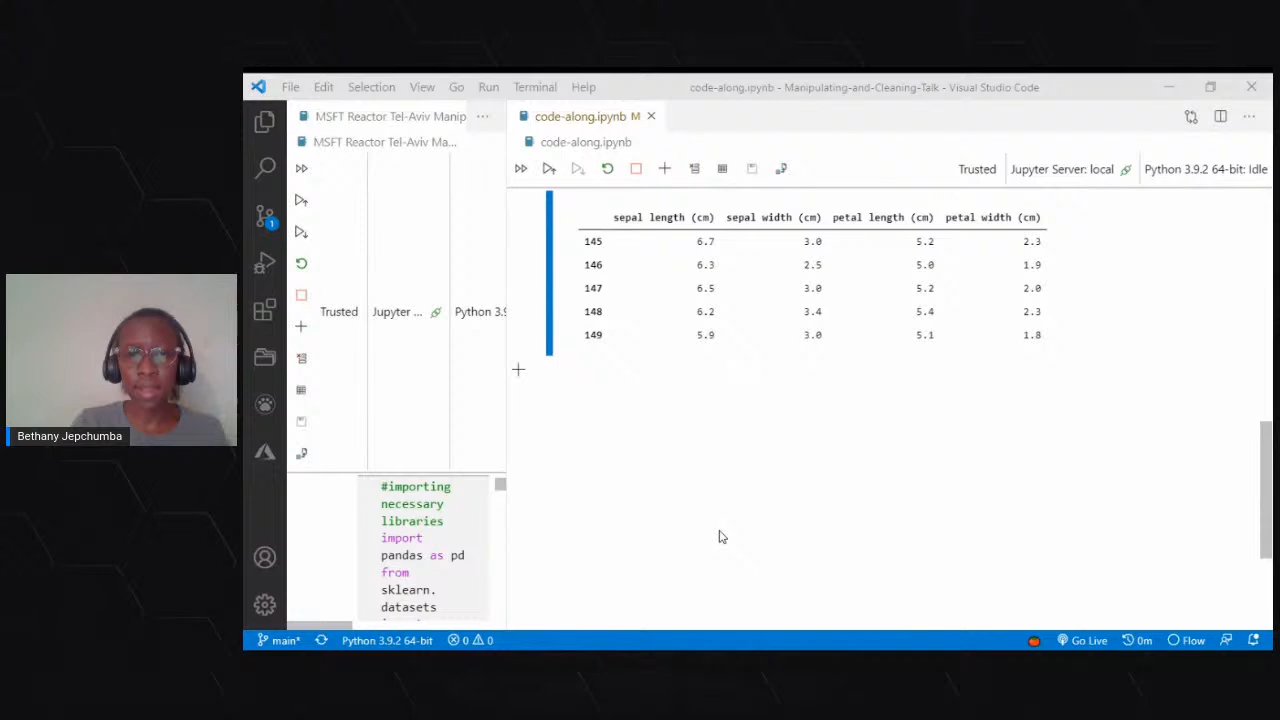 File Edit Selection View Go Run Terminal Help
code-along.ipynb - Manipulating-and-Cleaning-Talk - Visual Studio Code
MSFT Reactor Tel-Aviv Manip ...
MSFT Reactor Tel-Aviv Ma...
Trusted Jupyter ... Python 3.9
#importing
necessary
libraries
import
pandas as pd
from
sklearn.
datasets
code-along.ipynb M
code-along.ipynb
Trusted Jupyter Server: local Python 3.9.2 64-bit: Idle
sepal length (cm) sepal width (cm) petal length (cm) petal width (cm)
145 6.7 3.0 5.2 2.3
146 6.3 2.5 5.0 1.9
147 6.5 3.0 5.2 2.0
148 6.2 3.4 5.4 2.3
149 5.9 3.0 5.1 1.8
1
Bethany Jepchumba
main* Python 3.9.2 64-bit 0 0 Go Live 0m Flow